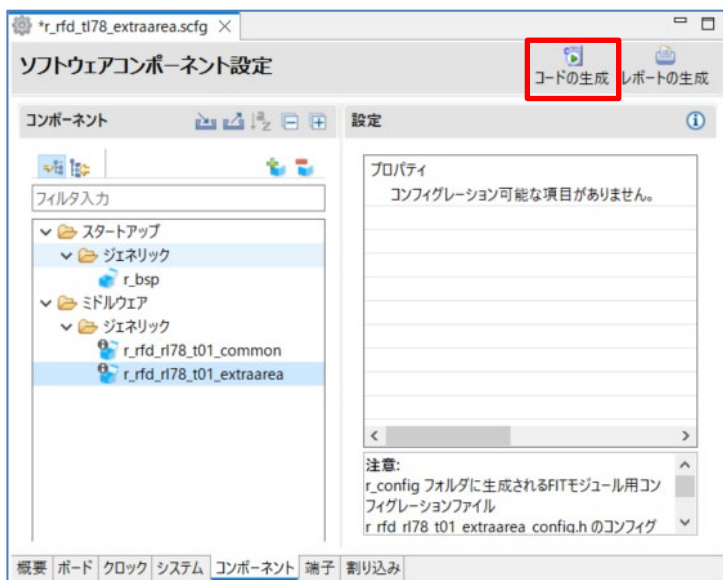 *r_rfd_tl78_extraarea.scfg
ソフトウェアコンポーネント設定
コードの生成 レポートの生成
コンポーネント
設定
フィルタ入力
スタートアップ
ジェネリック
r_bsp
ミドルウェア
ジェネリック
r_rfd_rl78_t01_common
r_rfd_rl78_t01_extraarea
プロパティ
コンフィグレーション可能な項目がありません。
注意:
r_config フォルダに生成されるFITモジュール用コン
フィグレーションファイル
r_rfd_rl78_t01_extraarea_config.h のコンフィグ
概要 ボード クロック システム コンポーネント 端子 割り込み